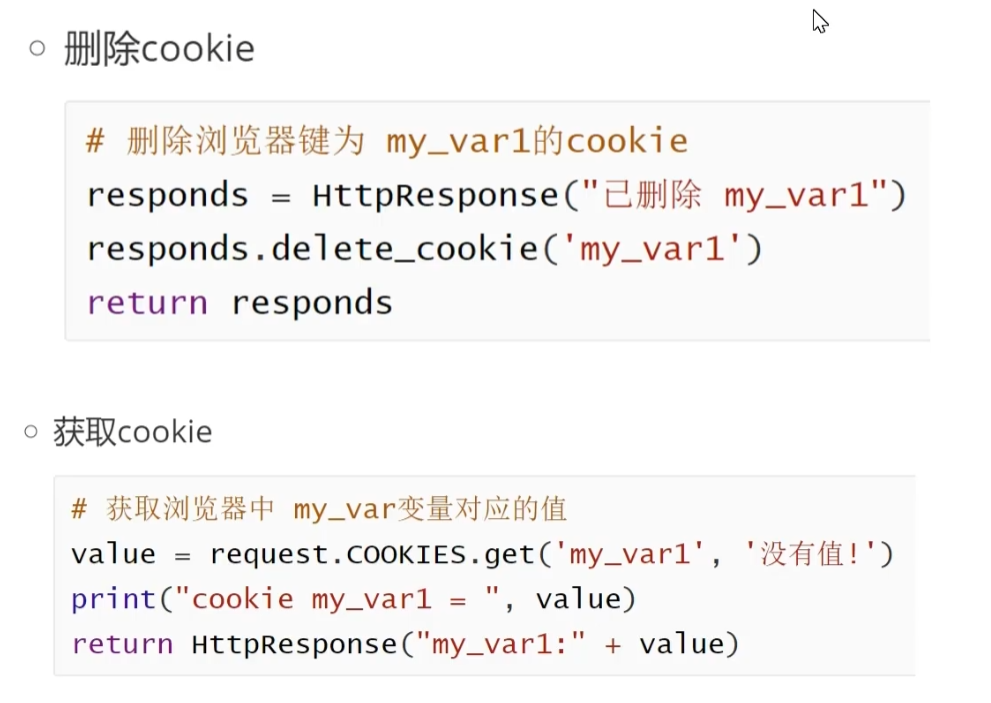 删除cookie
# 删除浏览器键为 my_var1的cookie
responds = HttpResponse("已删除 my_var1")
responds.delete_cookie('my_var1')
return responds
获取cookie
# 获取浏览器中 my_var变量对应的值
value = request.COOKIES.get('my_var1', '没有值!')
print("cookie my_var1 = ", value)
return HttpResponse("my_var1:" + value)